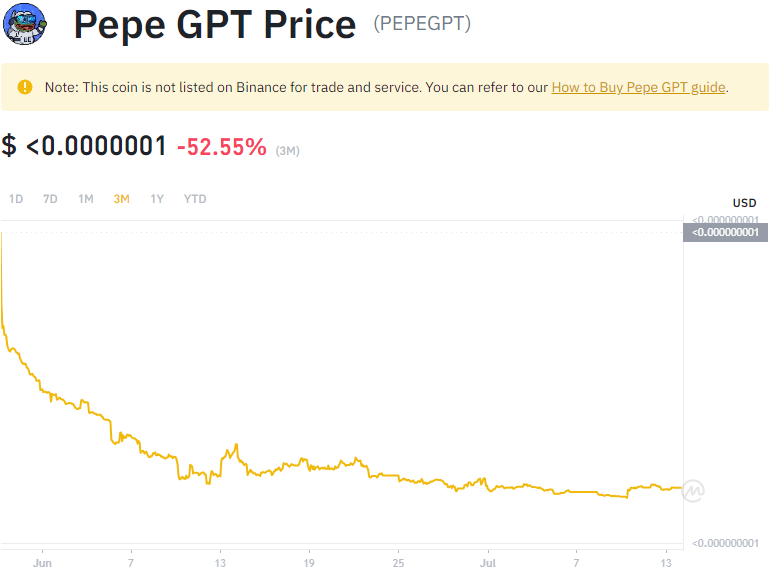 Pepe GPT Price (PEPEGPT)
Note: This coin is not listed on Binance for trade and service. You can refer to our How to Buy Pepe GPT guide.
$ <0.0000001 -52.55% (3M)
1D 7D 1M 3M 1Y YTD
USD
<0.000000001
<0.000000001
<0.000000001
Jun 7 13 19 25 Jul 7 13